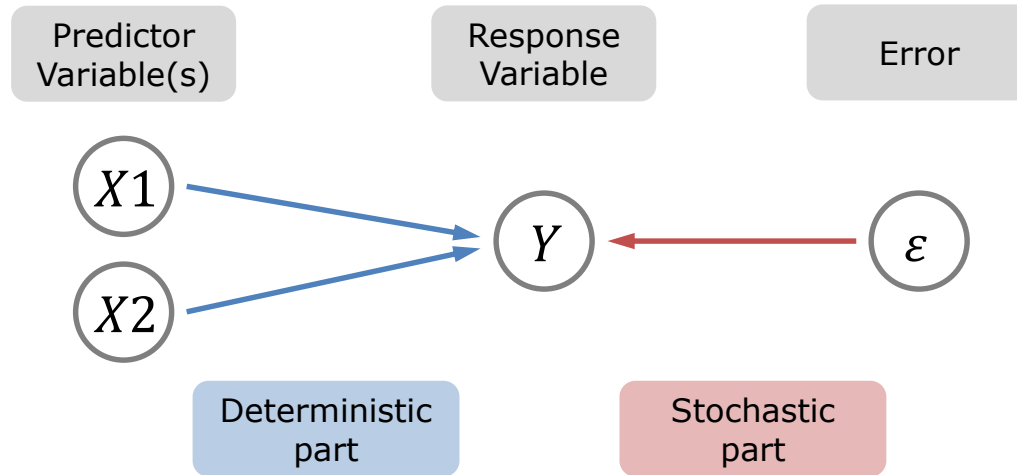 Predictor
Variable(s)
Response
Variable
Error
X1
X2
Y
ε
Deterministic
part
Stochastic
part